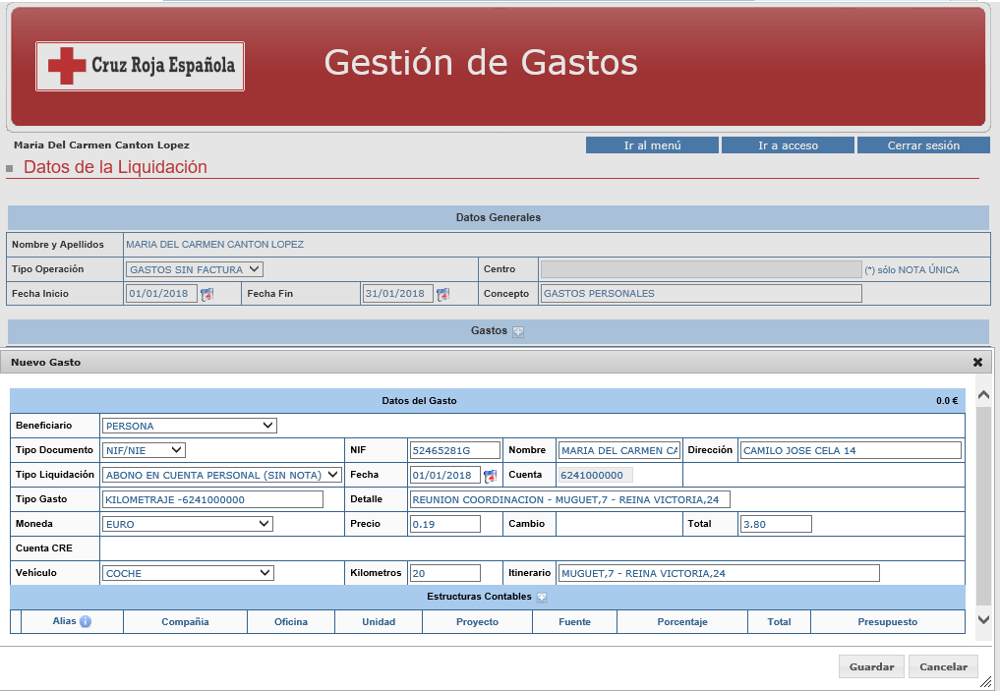 Cruz Roja Española
Gestión de Gastos
Maria Del Carmen Canton Lopez
Ir al menú Ir a acceso Cerrar sesión
Datos de la Liquidación
Datos Generales
Nombre y Apellidos MARIA DEL CARMEN CANTON LOPEZ
Tipo Operación GASTOS SIN FACTURA Centro (*) sólo NOTA ÚNICA
Fecha Inicio 01/01/2018 Fecha Fin 31/01/2018 Concepto GASTOS PERSONALES
Gastos
Nuevo Gasto
Datos del Gasto 0.0 €
Beneficiario PERSONA
Tipo Documento NIF/NIE NIF 52465281G Nombre MARIA DEL CARMEN CA Dirección CAMILO JOSE CELA 14
Tipo Liquidación ABONO EN CUENTA PERSONAL (SIN NOTA) Fecha 01/01/2018 Cuenta 6241000000
Tipo Gasto KILOMETRAJE -6241000000 Detalle REUNION COORDINACION - MUGUET,7 - REINA VICTORIA,24
Moneda EURO Precio 0.19 Cambio Total 3.80
Cuenta CRE
Vehículo COCHE Kilometros 20 Itinerario MUGUET,7 - REINA VICTORIA,24
Estructuras Contables
Alias Compañia Oficina Unidad Proyecto Fuente Porcentaje Total Presupuesto
Guardar Cancelar